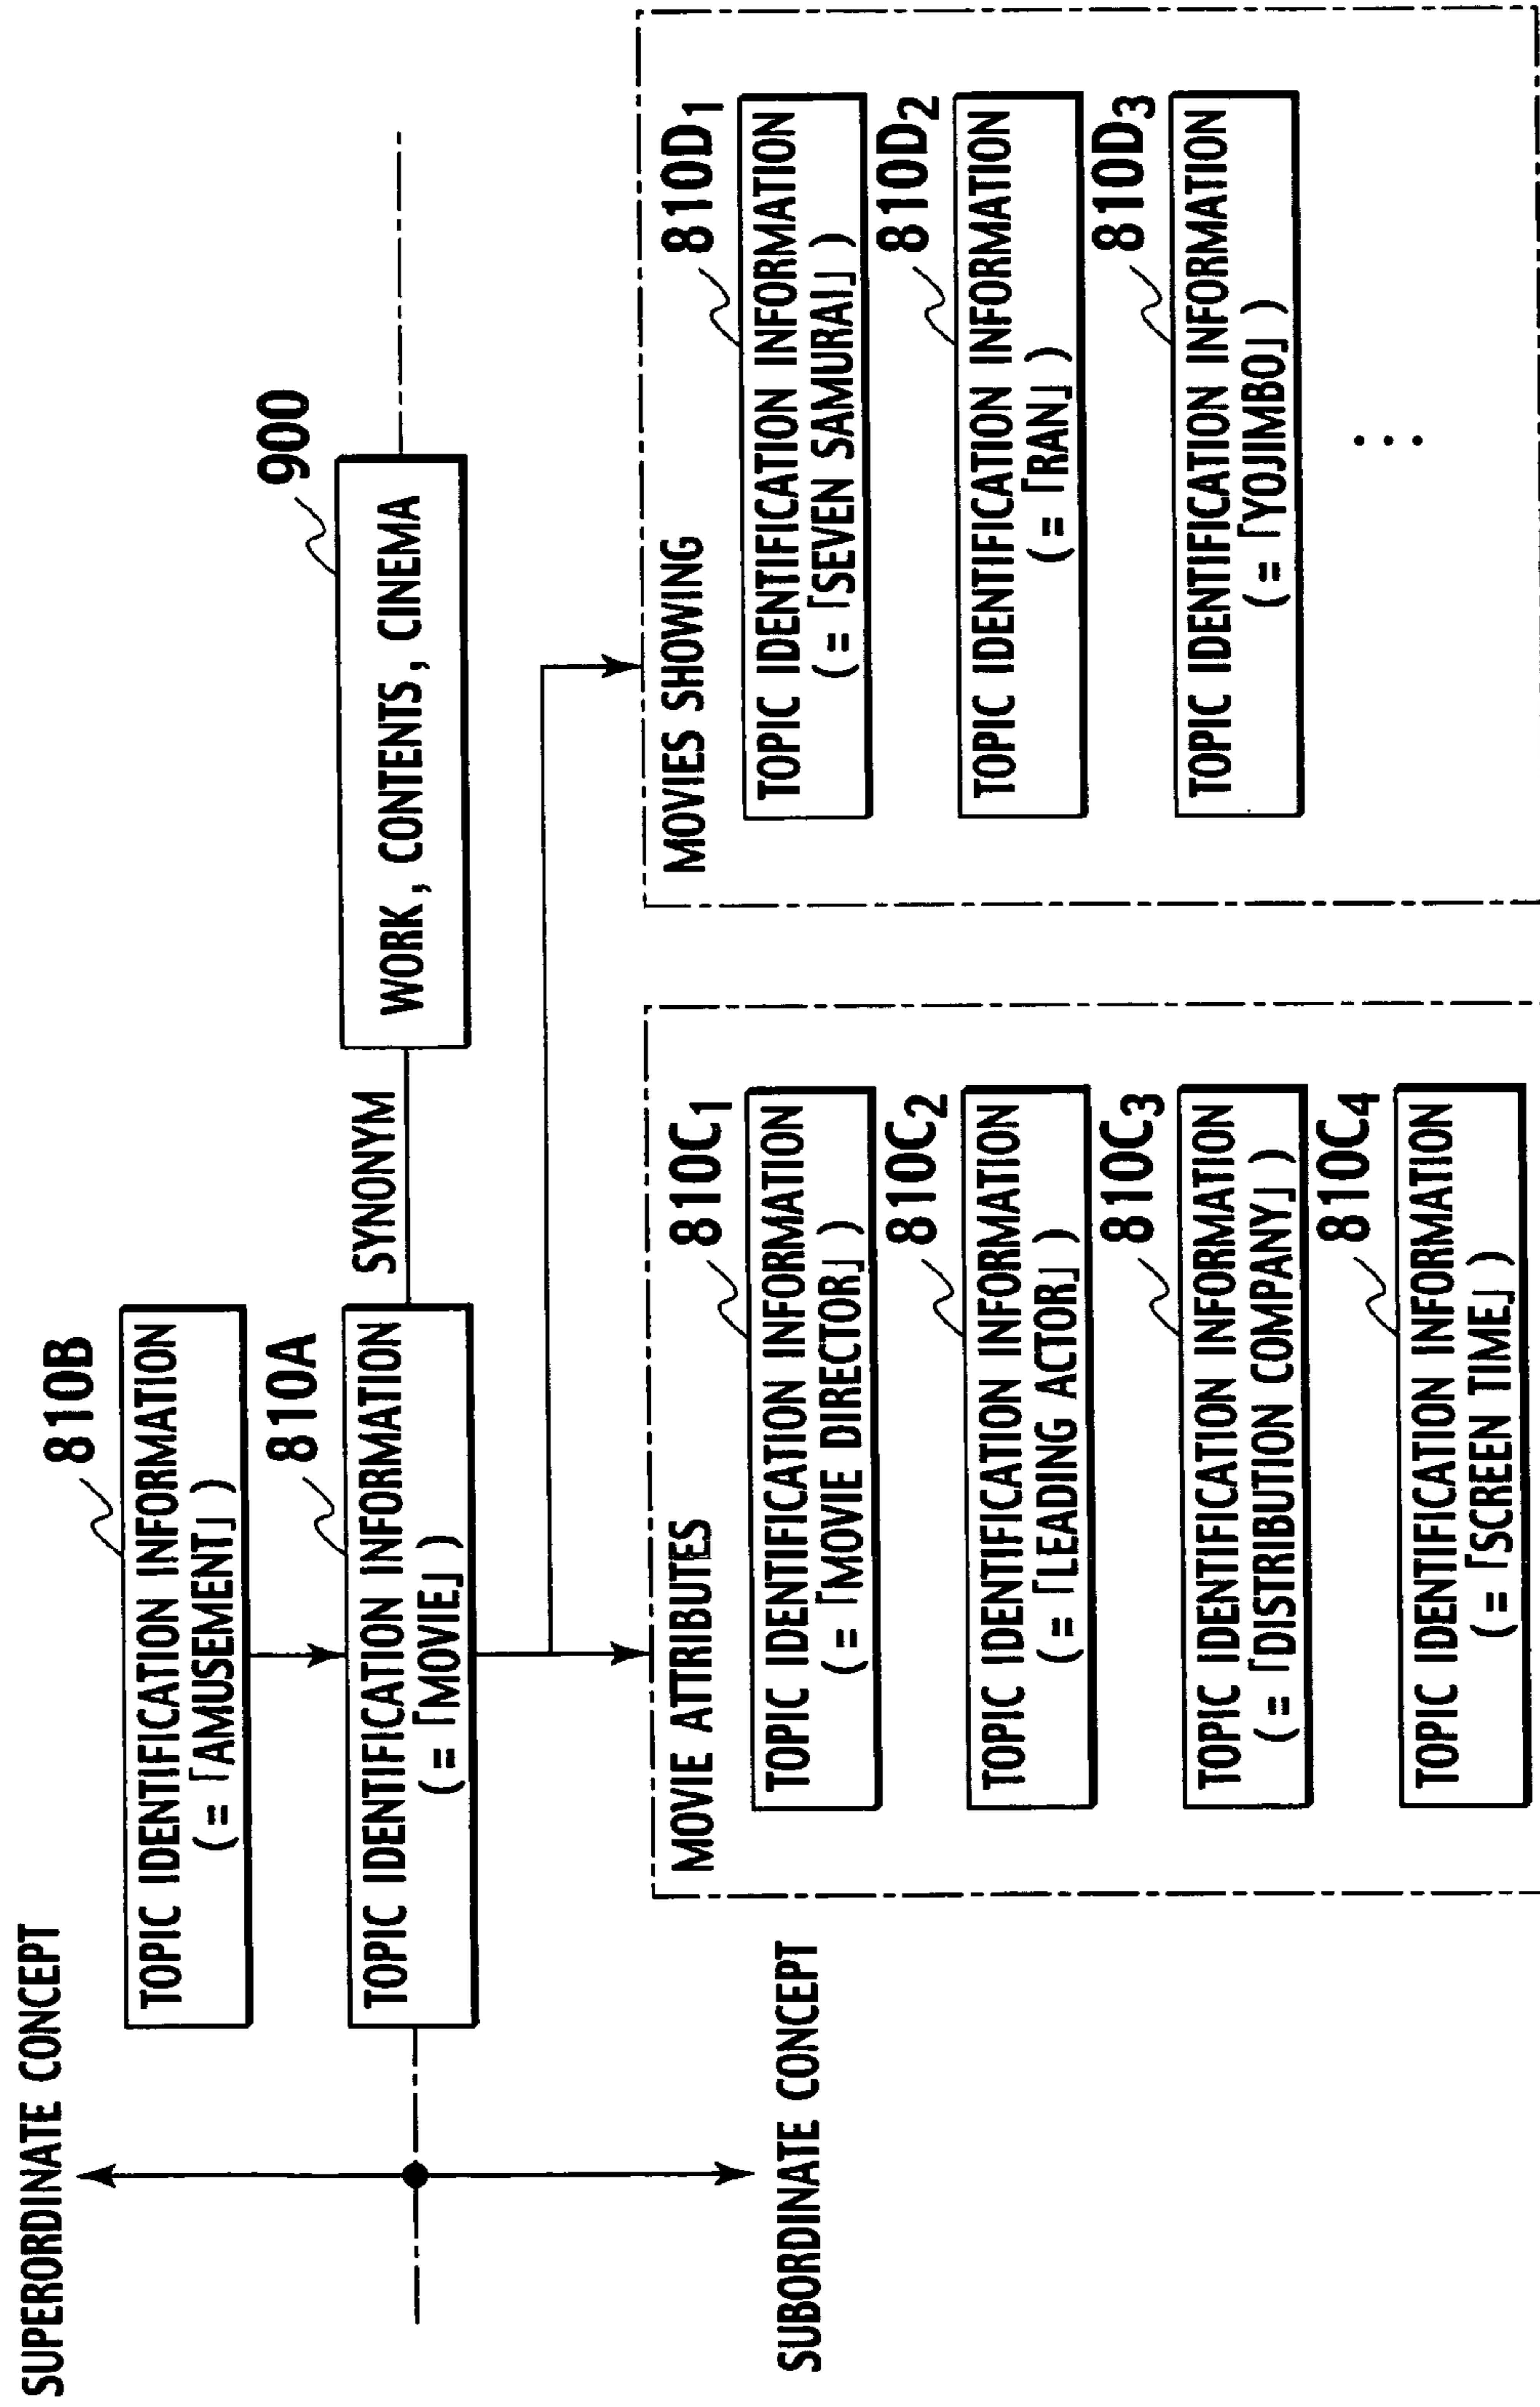 SUPERORDINATE CONCEPT
810B
TOPIC IDENTIFICATION INFORMATION
(=「AMUSEMENT」)
810A
TOPIC IDENTIFICATION INFORMATION
(=「MOVIE」)
SYNONYM
900
WORK, CONTENTS, CINEMA
SUBORDINATE CONCEPT
MOVIE ATTRIBUTES
810C1
TOPIC IDENTIFICATION INFORMATION
(=「MOVIE DIRECTOR」)
810C2
TOPIC IDENTIFICATION INFORMATION
(=「LEADING ACTOR」)
810C3
TOPIC IDENTIFICATION INFORMATION
(=「DISTRIBUTION COMPANY」)
810C4
TOPIC IDENTIFICATION INFORMATION
(=「SCREEN TIME」)
MOVIES SHOWING
810D1
TOPIC IDENTIFICATION INFORMATION
(=「SEVEN SAMURAI」)
810D2
TOPIC IDENTIFICATION INFORMATION
(=「RAN」)
810D3
TOPIC IDENTIFICATION INFORMATION
(=「YOJIMBO」)
⋮